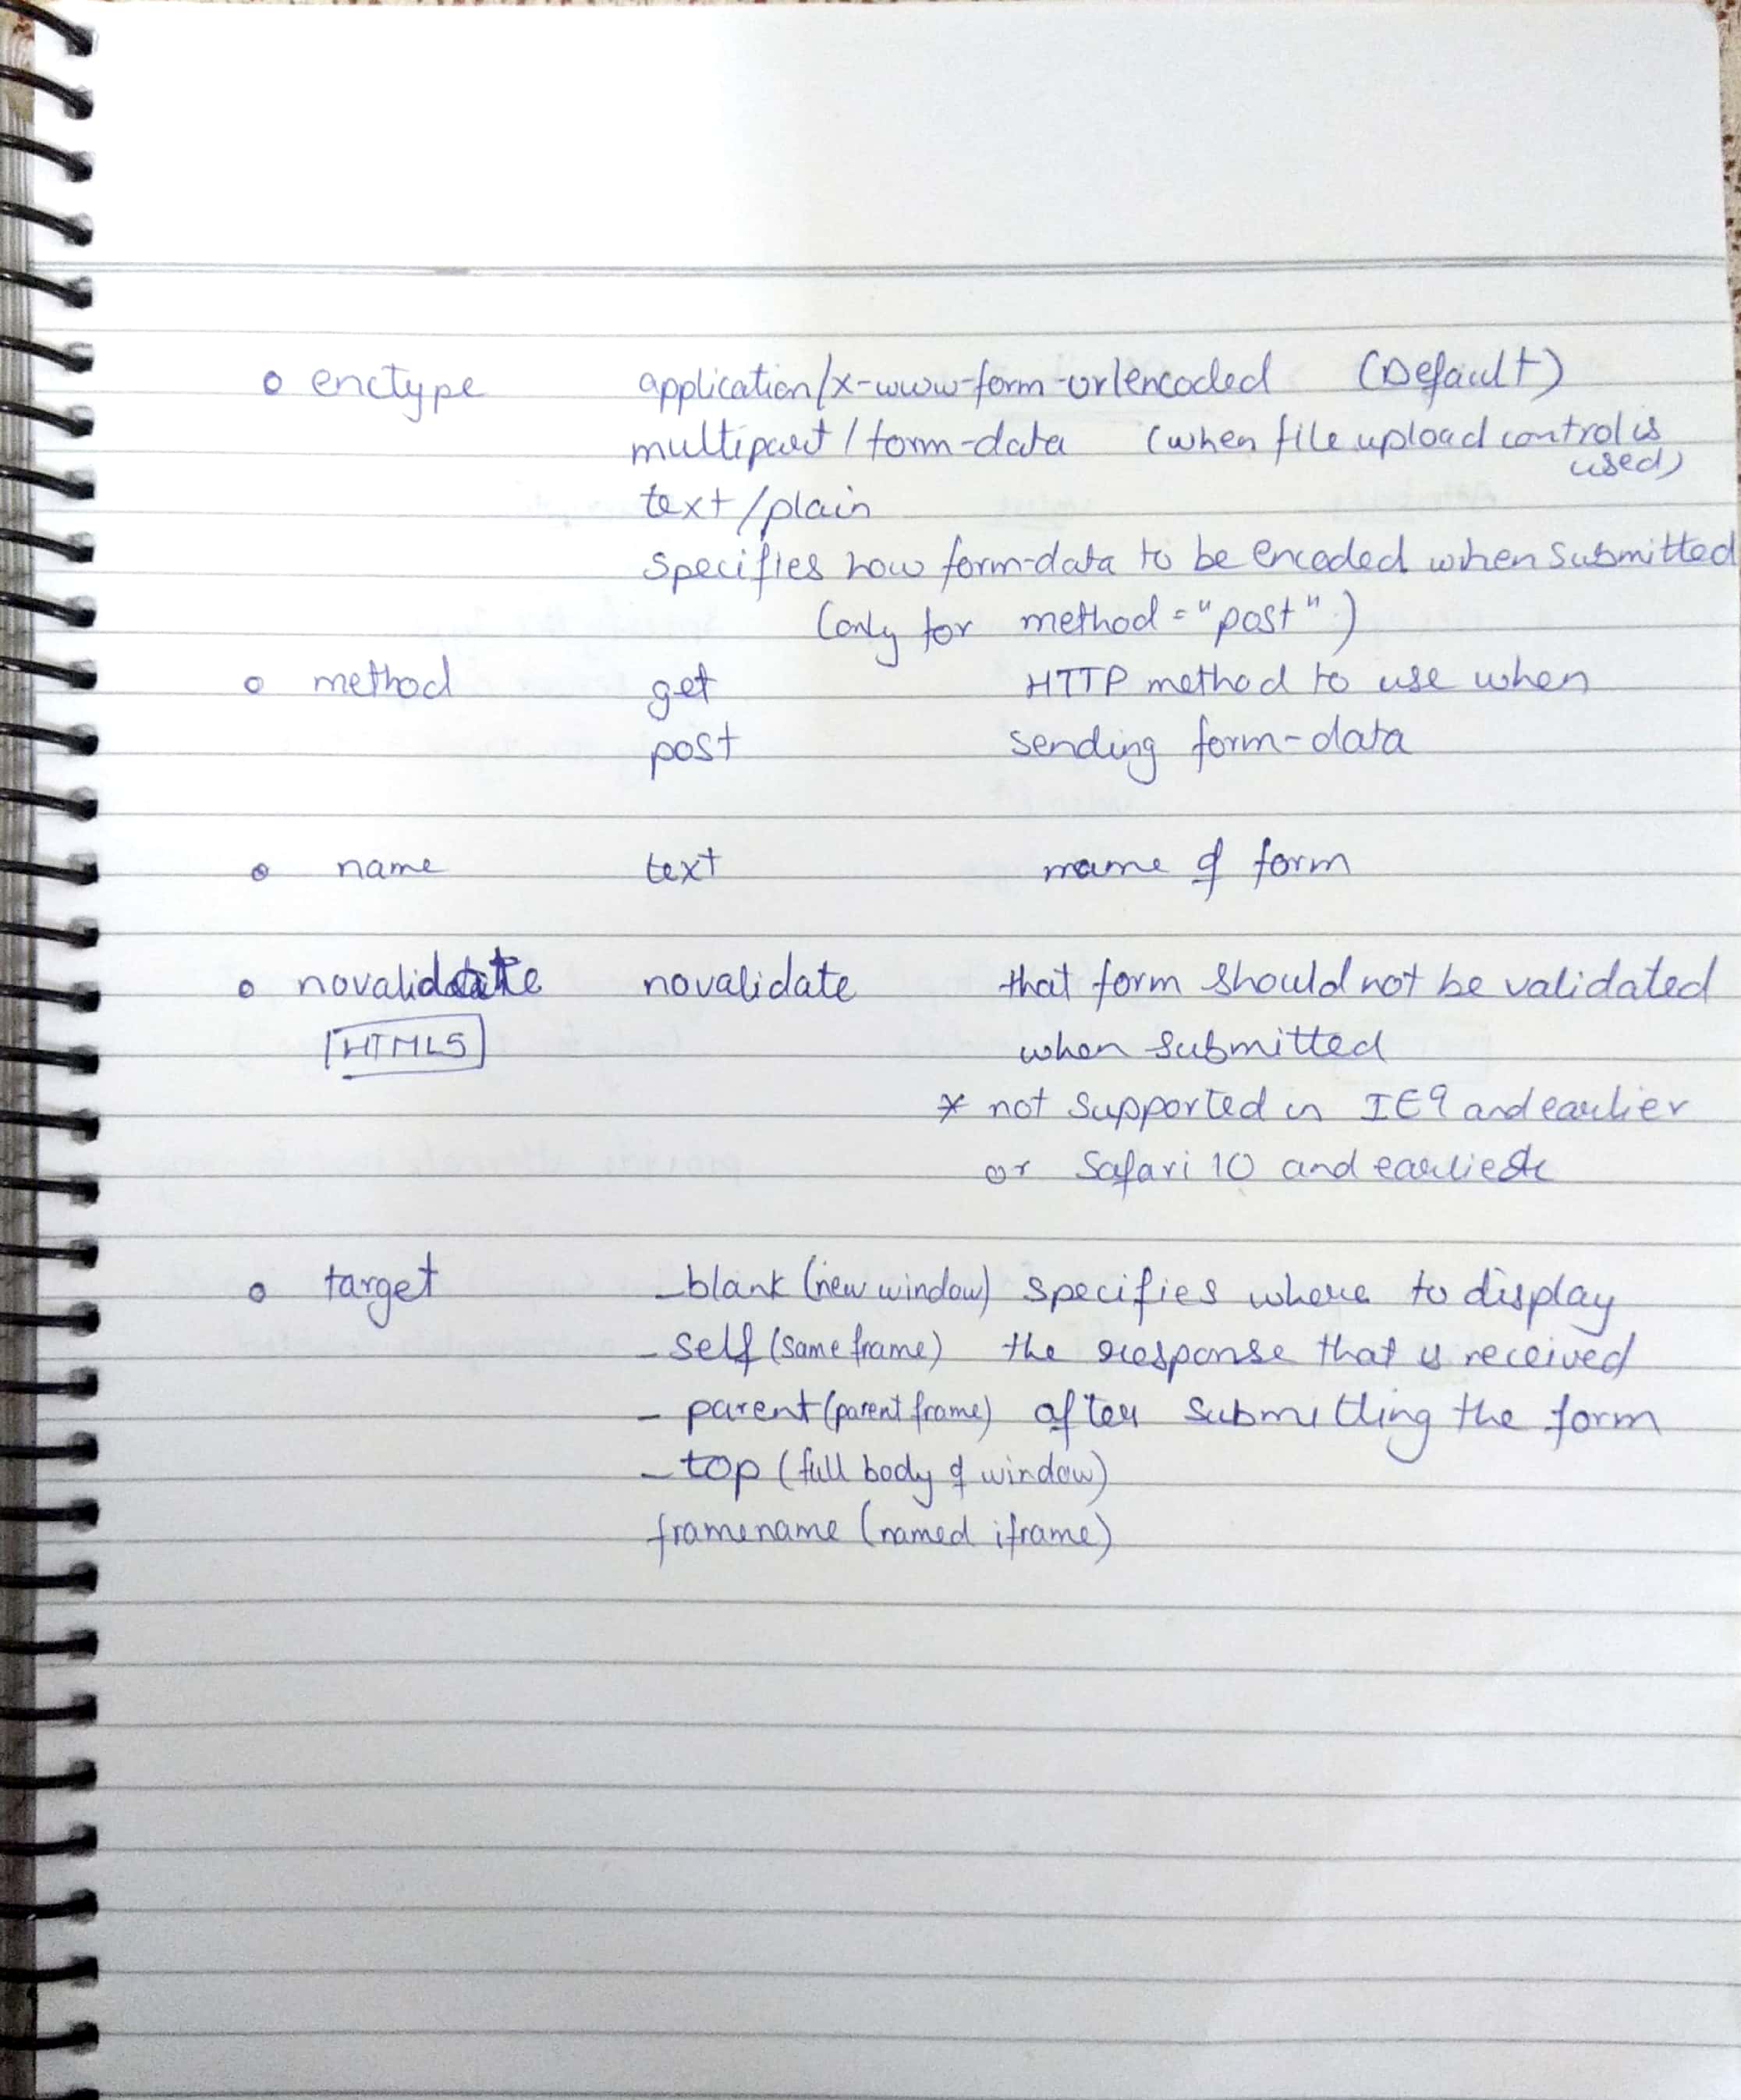 o enctype application/x-www-form-urlencoded (Default)
multipart/form-data (when file upload control is
used)
text/plain
specifies how form-data to be encoded when submitted
(only for method="post")
o method get HTTP method to use when
post sending form-data
o name text name of form
o novalidate novalidate that form should not be validated
HTML5 when submitted
* not supported in IE9 and earlier
or Safari 10 and earlier
o target _blank (new window) specifies where to display
_self (same frame) the response that is received
_parent (parent frame) after submitting the form
_top (full body of window)
framename (named iframe)